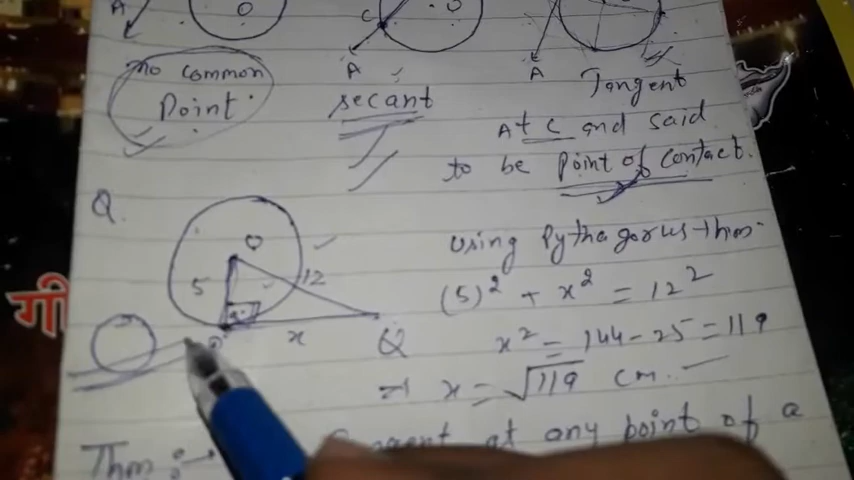 A
O
C
O
A
A
no common
Point
secant
Tangent
At C and said
to be Point of Contact.
Q.
O
5
12
90°
x
Q
Using Pythagorus thm.
(5)² + x² = 12²
x² = 144 - 25 = 119
⇒ x = √119 cm.
Thm :→
at any point of a
गी